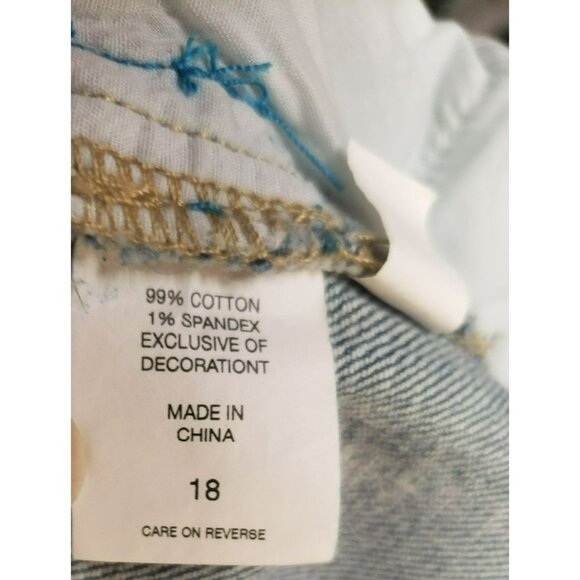 99% COTTON
1% SPANDEX
EXCLUSIVE OF
DECORATIONT
MADE IN
CHINA
18
CARE ON REVERSE